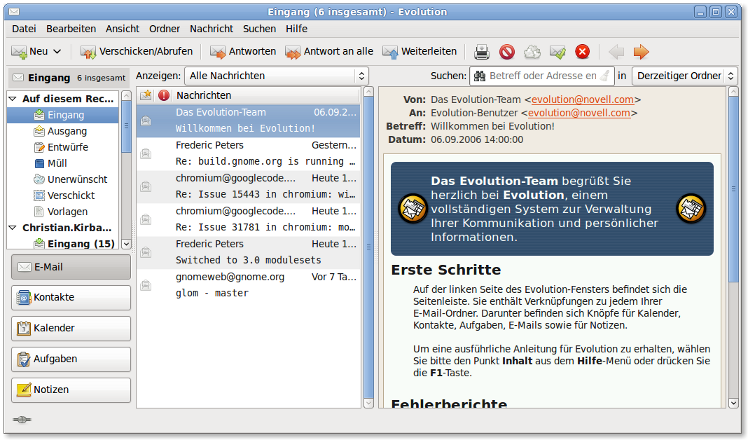 Eingang (6 insgesamt) - Evolution
Datei Bearbeiten Ansicht Ordner Nachricht Suchen Hilfe
Neu Verschicken/Abrufen Antworten Antwort an alle Weiterleiten
Eingang 6 insgesamt
Anzeigen: Alle Nachrichten
Suchen: Betreff oder Adresse en in Derzeitiger Ordner
Auf diesem Rec...
Eingang
Ausgang
Entwürfe
Müll
Unerwünscht
Verschickt
Vorlagen
Christian.Kirba...
Eingang (15)
E-Mail
Kontakte
Kalender
Aufgaben
Notizen
Nachrichten
Das Evolution-Team 06.09.2...
Willkommen bei Evolution!
Frederic Peters Gestern...
Re: build.gnome.org is running ...
chromium@googlecode.... Heute 1...
Re: Issue 15443 in chromium: wi...
chromium@googlecode.... Heute 1...
Re: Issue 31781 in chromium: mo...
Frederic Peters Heute 1...
Switched to 3.0 modulesets
gnomeweb@gnome.org Vor 7 Ta...
glom - master
Von: Das Evolution-Team <evolution@novell.com>
An: Evolution-Benutzer <evolution@novell.com>
Betreff: Willkommen bei Evolution!
Datum: 06.09.2006 14:00:00
Das Evolution-Team begrüßt Sie
herzlich bei Evolution, einem
vollständigen System zur Verwaltung
Ihrer Kommunikation und persönlicher
Informationen.
Erste Schritte
Auf der linken Seite des Evolution-Fensters befindet sich die
Seitenleiste. Sie enthält Verknüpfungen zu jedem Ihrer
E-Mail-Ordner. Darunter befinden sich Knöpfe für Kalender,
Kontakte, Aufgaben, E-Mails sowie für Notizen.
Um eine ausführliche Anleitung für Evolution zu erhalten, wählen
Sie bitte den Punkt Inhalt aus dem Hilfe-Menü oder drücken Sie
die F1-Taste.
Fehlerberichte